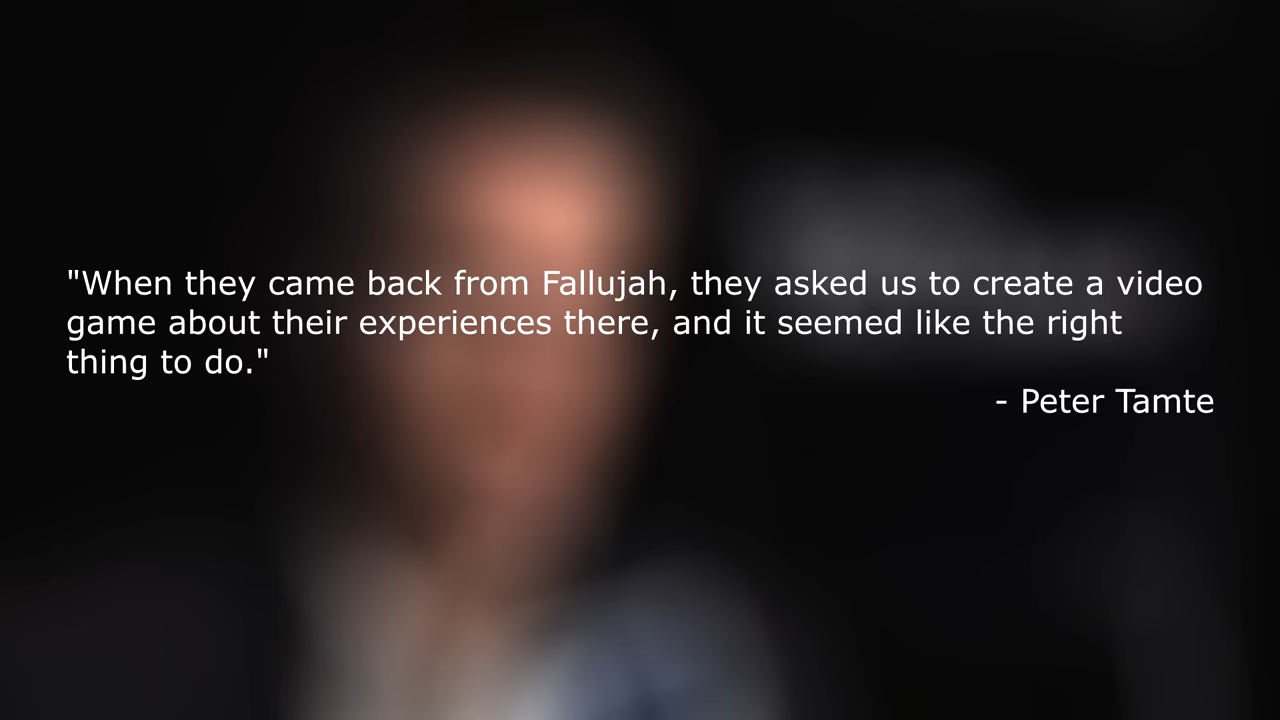 "When they came back from Fallujah, they asked us to create a video
game about their experiences there, and it seemed like the right
thing to do."
- Peter Tamte